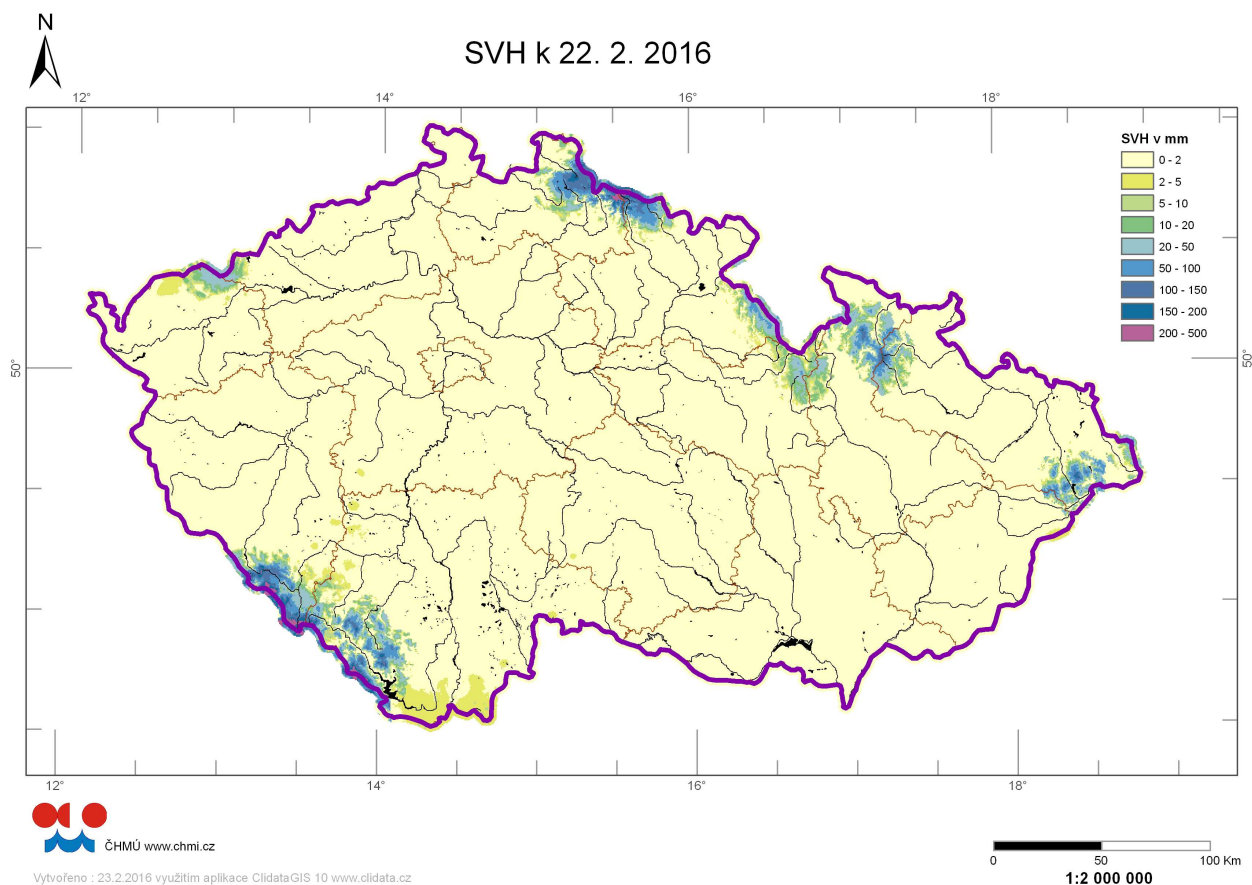 N
SVH k 22. 2. 2016
12° 14° 16° 18°
SVH v mm
0 - 2
2 - 5
5 - 10
10 - 20
20 - 50
50 - 100
100 - 150
150 - 200
200 - 500
50° 50°
12° 14° 16° 18°
ČHMÚ www.chmi.cz
0 50 100 Km
1:2 000 000
Vytvořeno : 23.2.2016 využitím aplikace ClidataGIS 10 www.clidata.cz